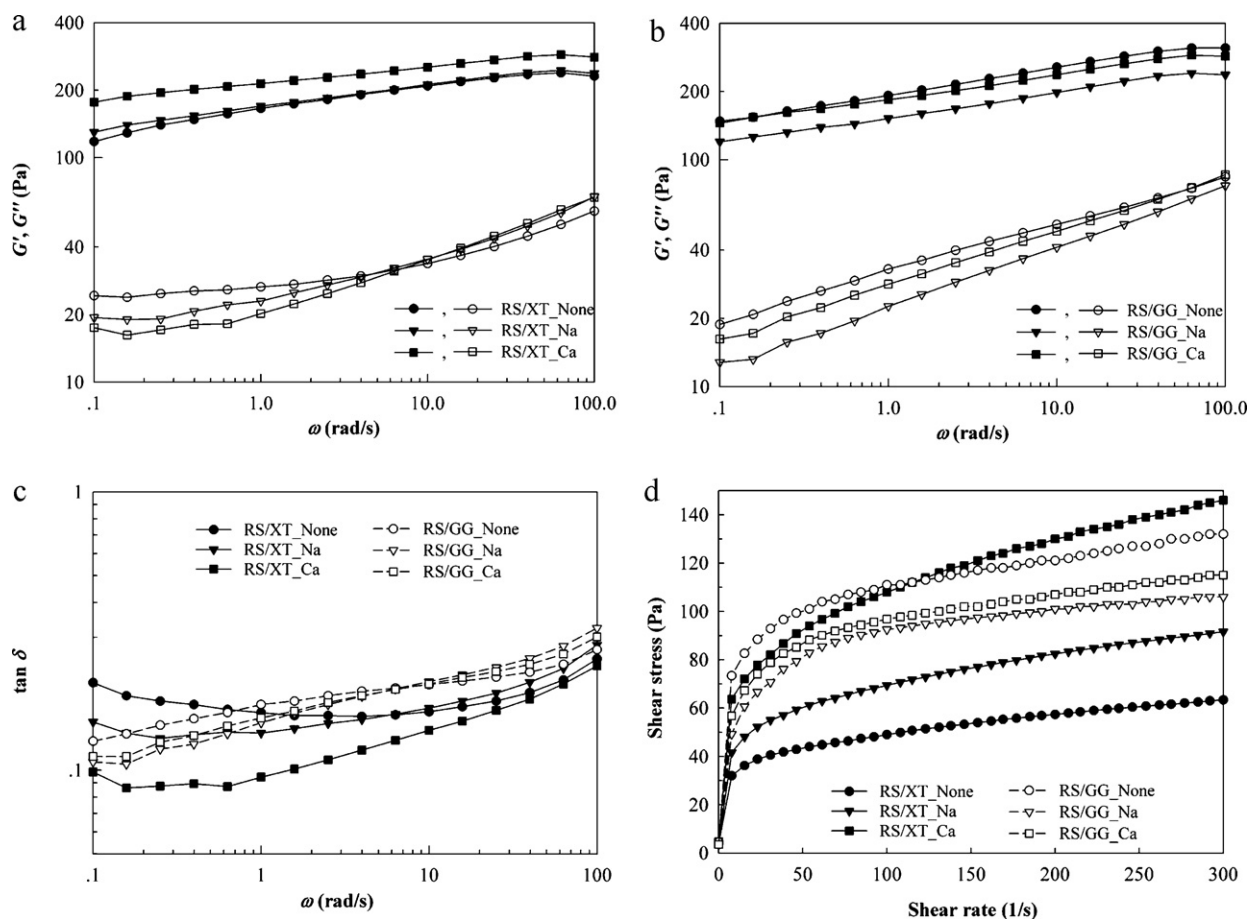 a
400
200
100
40
20
10
G', G'' (Pa)
.1
1.0
10.0
100.0
ω (rad/s)
, RS/XT_None
, RS/XT_Na
, RS/XT_Ca
b
400
200
100
40
20
10
G', G'' (Pa)
.1
1.0
10.0
100.0
ω (rad/s)
, RS/GG_None
, RS/GG_Na
, RS/GG_Ca
c
1
.1
tan δ
.1
1
10
100
ω (rad/s)
RS/XT_None
RS/XT_Na
RS/XT_Ca
RS/GG_None
RS/GG_Na
RS/GG_Ca
d
140
120
100
80
60
40
20
0
Shear stress (Pa)
0
50
100
150
200
250
300
Shear rate (1/s)
RS/XT_None
RS/XT_Na
RS/XT_Ca
RS/GG_None
RS/GG_Na
RS/GG_Ca